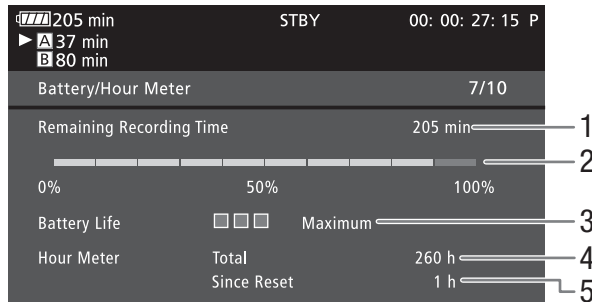 205 min STBY 00: 00: 27: 15 P
A 37 min
B 80 min
Battery/Hour Meter 7/10
Remaining Recording Time 205 min 1
2
0% 50% 100%
Battery Life Maximum 3
Hour Meter Total 260 h 4
Since Reset 1 h 5